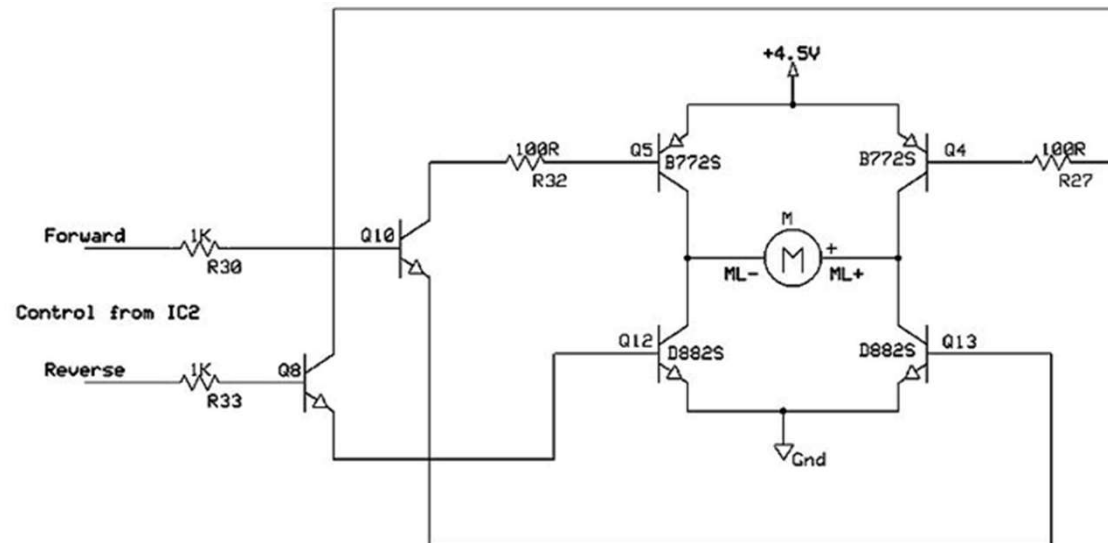 +4.5V
100R
Q5
B772S
B772S
Q4
100R
R32
R27
Forward
1K
R30
Q10
M
M
+
ML-
ML+
Control from IC2
Reverse
1K
R33
Q8
Q12
D882S
D882S
Q13
Gnd